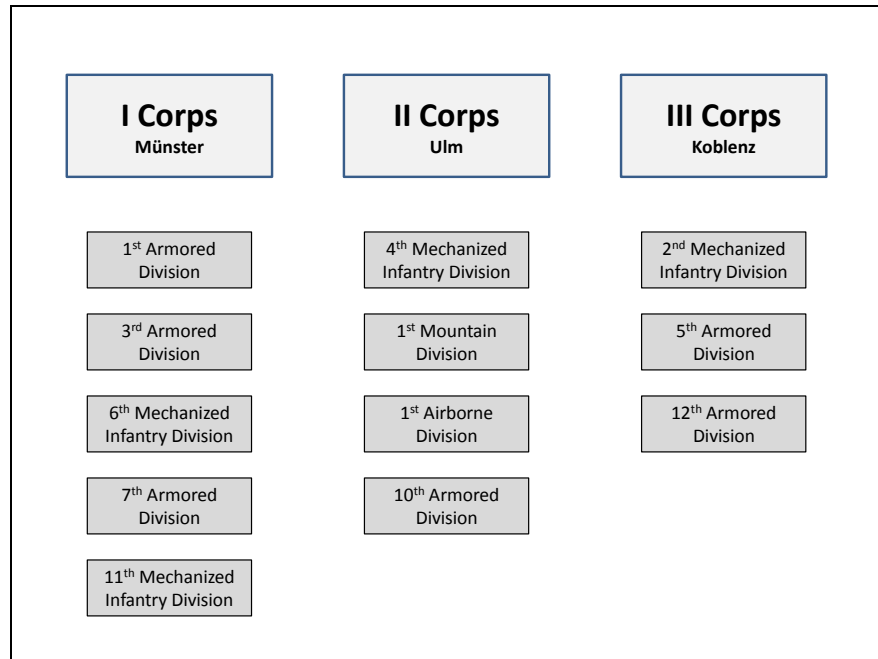 I Corps
Münster
1st Armored
Division
3rd Armored
Division
6th Mechanized
Infantry Division
7th Armored
Division
11th Mechanized
Infantry Division
II Corps
Ulm
4th Mechanized
Infantry Division
1st Mountain
Division
1st Airborne
Division
10th Armored
Division
III Corps
Koblenz
2nd Mechanized
Infantry Division
5th Armored
Division
12th Armored
Division